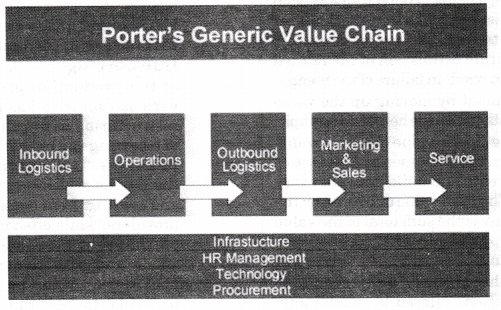 Porter's Generic Value Chain
Inbound
Logistics
Operations
Outbound
Logistics
Marketing
&
Sales
Service
Infrastucture
HR Management
Technology
Procurement